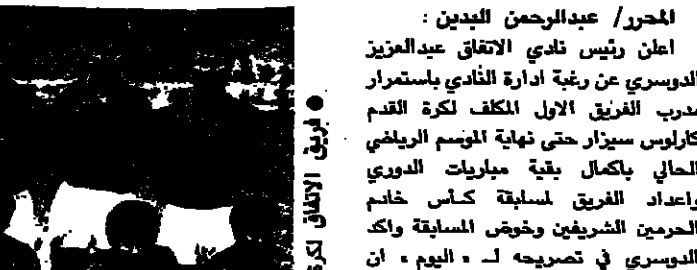 المحرر/ عبدالرحمن العيدين :
اعلن رئيس نادي الاتفاق عبدالعزيز
الدوسري عن رغبة ادارة النادي باستمرار
مدرب الفريق الاول المكلف لكرة القدم
كارلوس سيزار حتى نهاية الموسم الرياضي
الحالي باكمال بقية مباريات الدوري
واعداد الفريق لمسابقة كأس خادم
الحرمين الشريفين وخوض المسابقة واكد
الدوسري في تصريحه لـ « اليوم » ان
● فريق الاتفاق لكرة